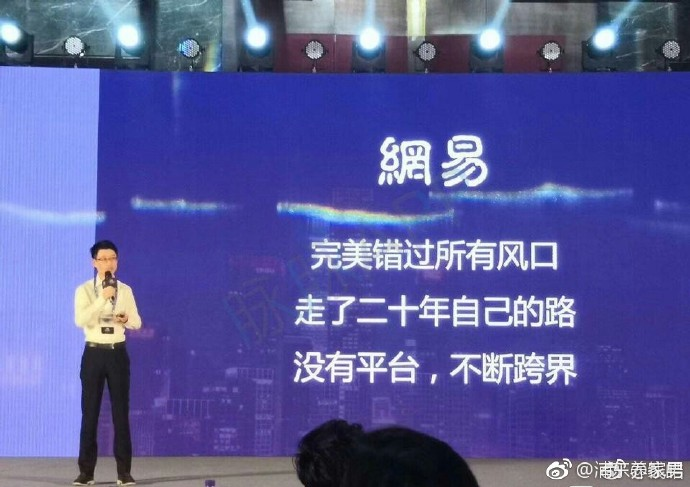 網易
完美错过所有风口
走了二十年自己的路
没有平台，不断跨界